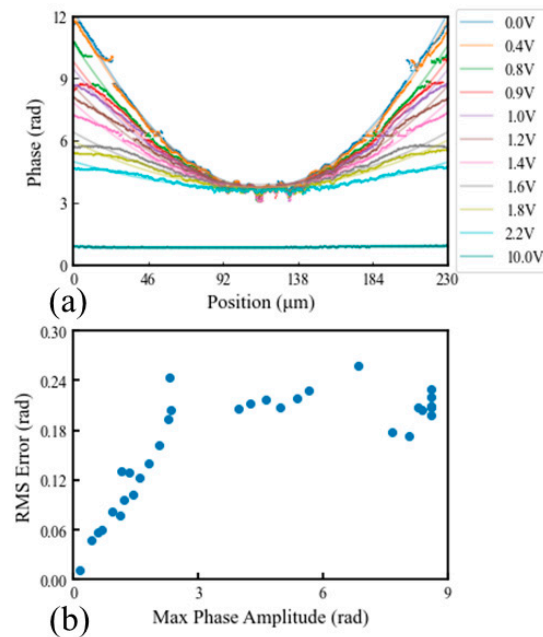 12
9
6
3
0
Phase (rad)
0 46 92 138 184 230
Position (μm)
(a)
0.0V
0.4V
0.8V
0.9V
1.0V
1.2V
1.4V
1.6V
1.8V
2.2V
10.0V
0.30
0.24
0.18
0.12
0.06
0.00
RMS Error (rad)
0 3 6 9
Max Phase Amplitude (rad)
(b)